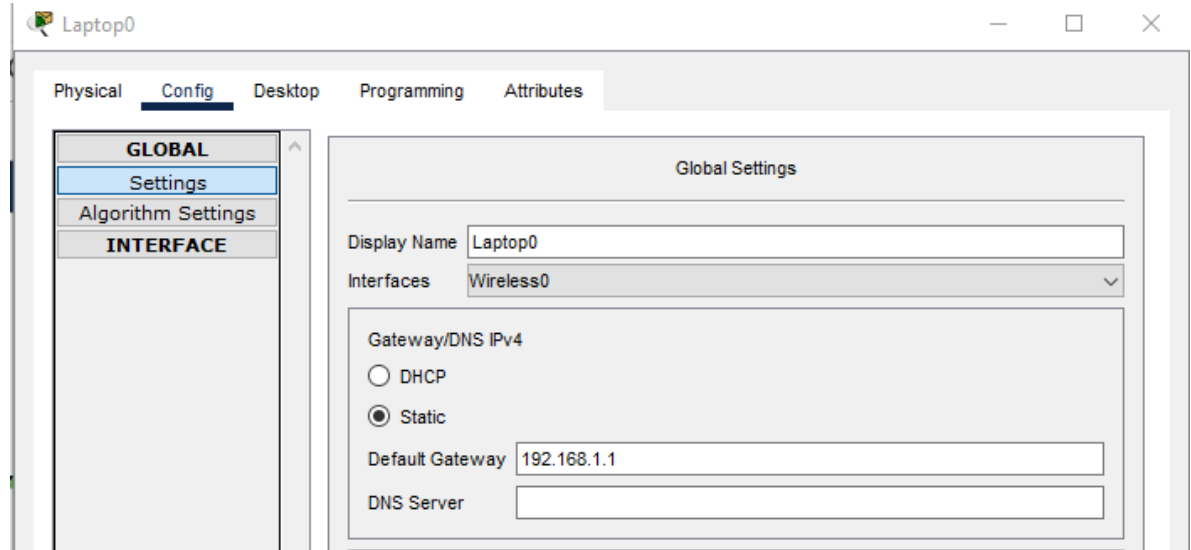 Laptop0
Physical Config Desktop Programming Attributes
GLOBAL
Settings
Algorithm Settings
INTERFACE
Global Settings
Display Name Laptop0
Interfaces Wireless0
Gateway/DNS IPv4
DHCP
Static
Default Gateway 192.168.1.1
DNS Server